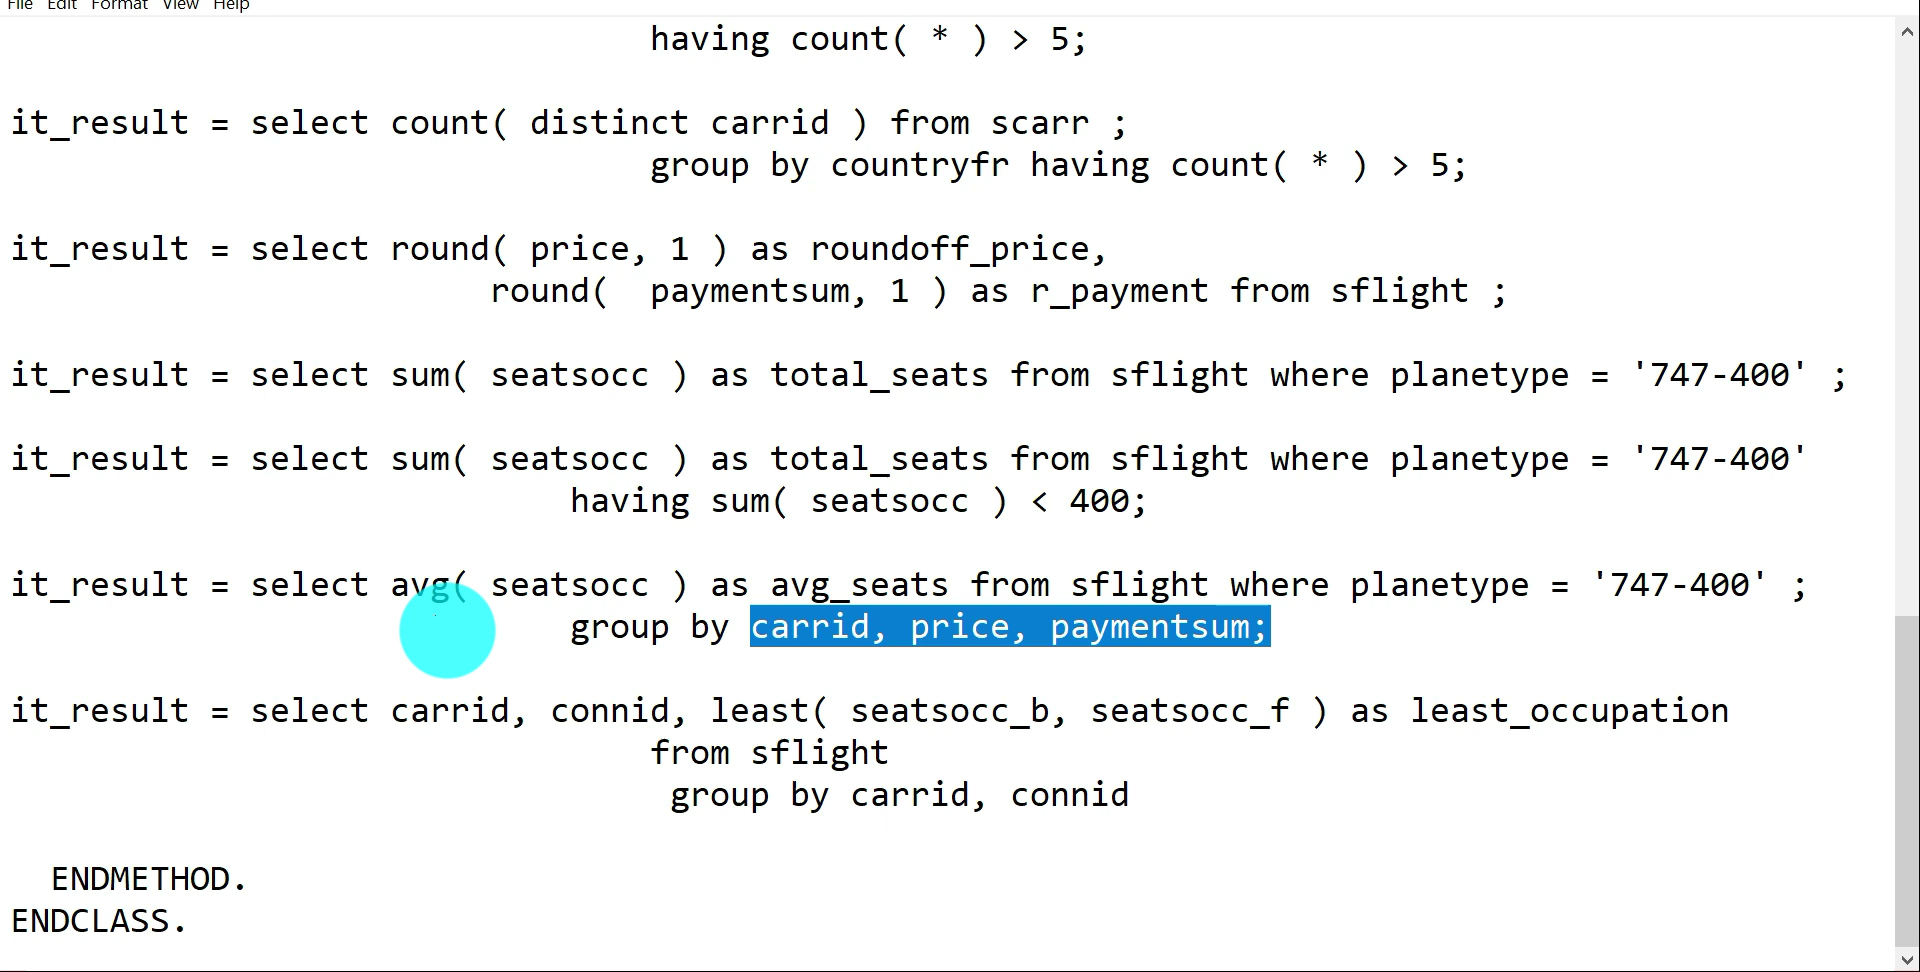 File Edit Format View Help
having count( * ) > 5;
it_result = select count( distinct carrid ) from scarr ;
group by countryfr having count( * ) > 5;
it_result = select round( price, 1 ) as roundoff_price,
round(  paymentsum, 1 ) as r_payment from sflight ;
it_result = select sum( seatsocc ) as total_seats from sflight where planetype = '747-400' ;
it_result = select sum( seatsocc ) as total_seats from sflight where planetype = '747-400'
having sum( seatsocc ) < 400;
it_result = select avg( seatsocc ) as avg_seats from sflight where planetype = '747-400' ;
group by carrid, price, paymentsum;
it_result = select carrid, connid, least( seatsocc_b, seatsocc_f ) as least_occupation
from sflight
group by carrid, connid
ENDMETHOD.
ENDCLASS.